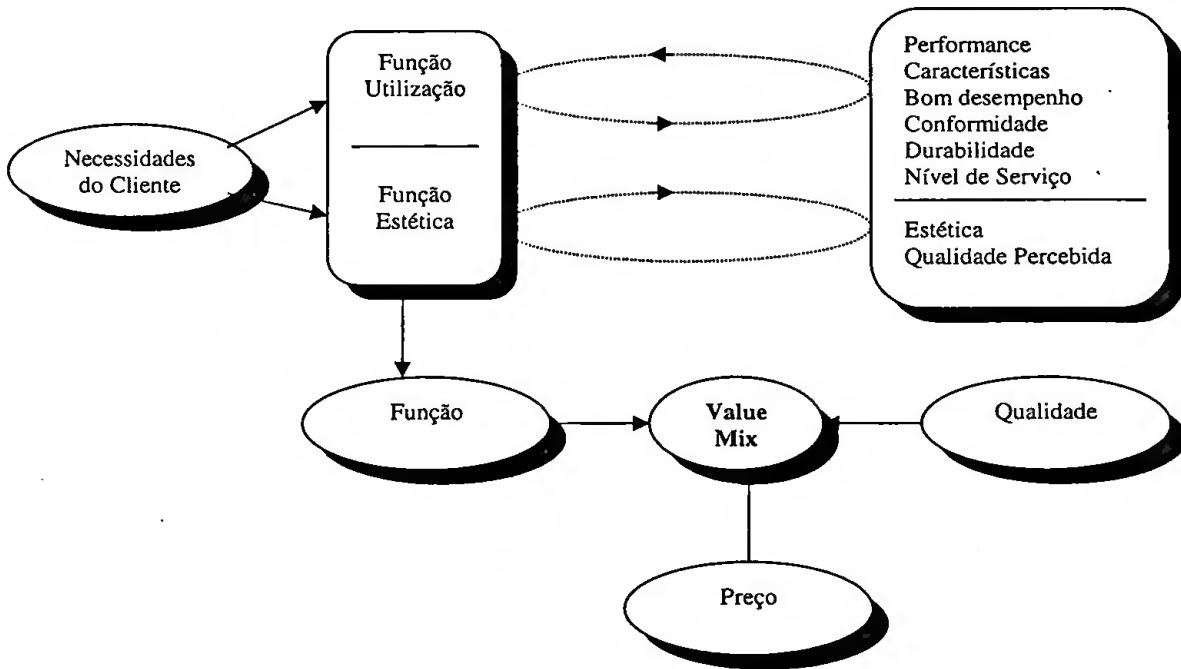 Necessidades
do Cliente
Função
Utilização
Função
Estética
Performance
Características
Bom desempenho
Conformidade
Durabilidade
Nível de Serviço
Estética
Qualidade Percebida
Função
Value
Mix
Qualidade
Preço